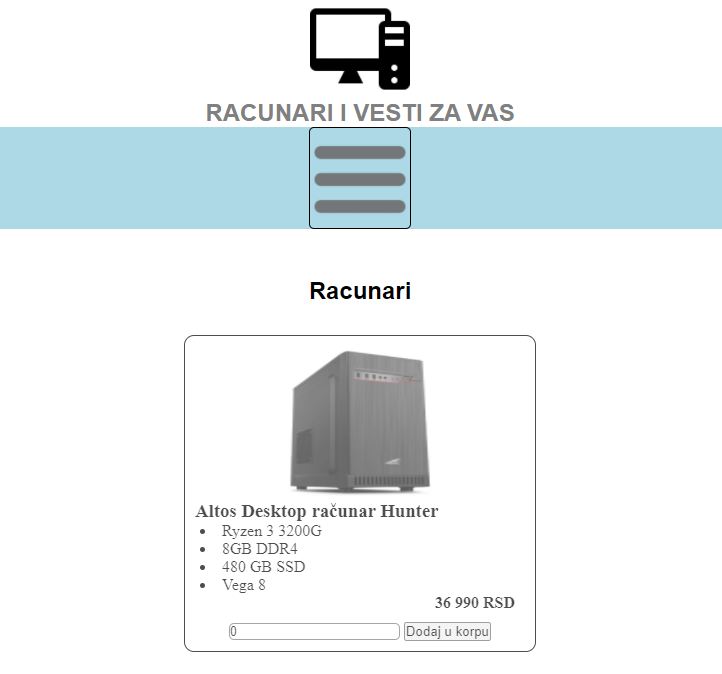 RACUNARI I VESTI ZA VAS
Racunari
Altos Desktop računar Hunter
Ryzen 3 3200G
8GB DDR4
480 GB SSD
Vega 8
36 990 RSD
0 Dodaj u korpu